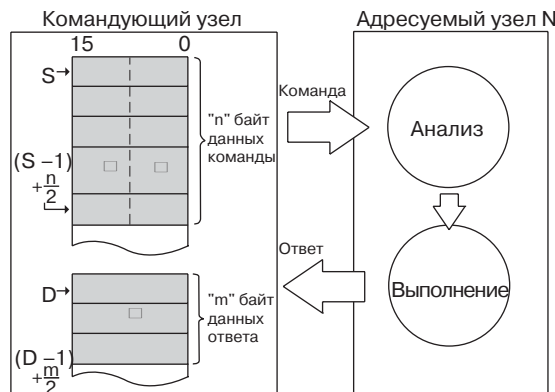 Командующий узел
Адресуемый узел N
15 0
S
"n" байт
данных
команды
(S –1)
+n/2
Команда
Анализ
Ответ
D
"m" байт
данных
ответа
(D –1)
+m/2
Выполнение